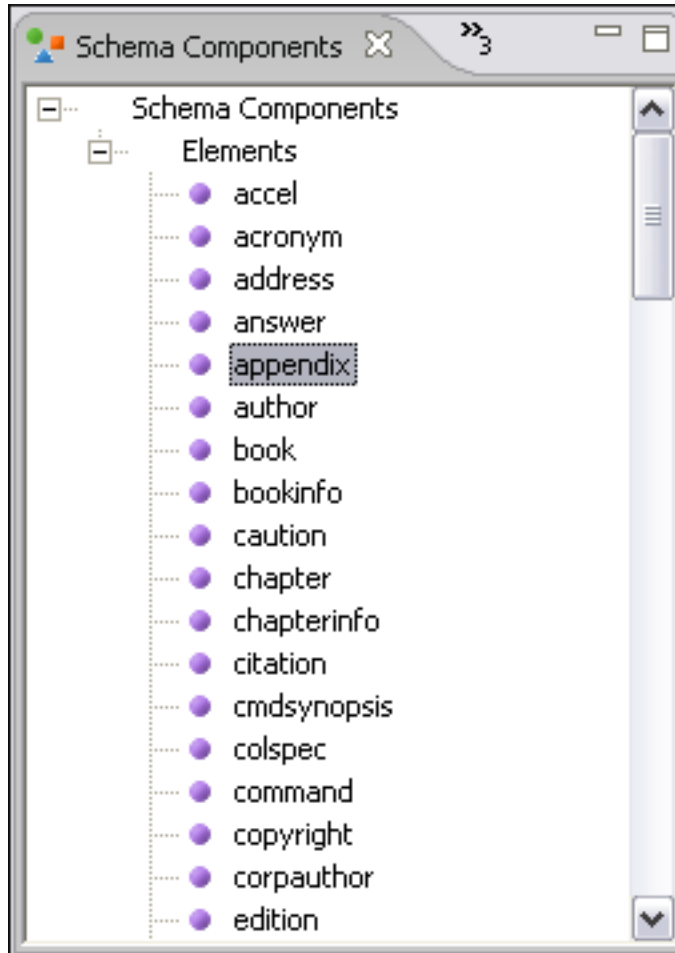 Schema Components »3
Schema Components
Elements
accel
acronym
address
answer
appendix
author
book
bookinfo
caution
chapter
chapterinfo
citation
cmdsynopsis
colspec
command
copyright
corpauthor
edition